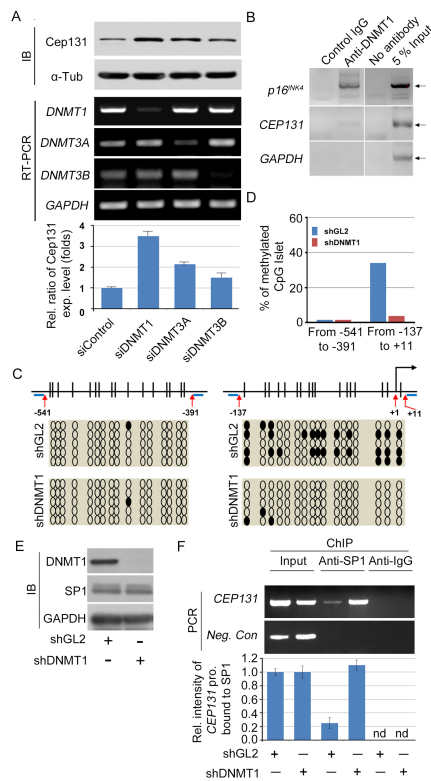 A
IB
Cep131
α-Tub
RT-PCR
DNMT1
DNMT3A
DNMT3B
GAPDH
Rel. ratio of Cep131
exp. level (folds)
4
3
2
1
0
siControl
siDNMT1
siDNMT3A
siDNMT3B
B
Control IgG
Anti-DNMT1
No antibody
5 % Input
p16^INK4
CEP131
GAPDH
D
% of methylated
CpG Islet
60
40
20
0
shGL2
shDNMT1
From -541
to -391
From -137
to +11
C
-541
-391
-137
+1
+11
shGL2
shDNMT1
shGL2
shDNMT1
E
IB
DNMT1
SP1
GAPDH
shGL2
+
–
shDNMT1
–
+
F
ChIP
Input
Anti-SP1
Anti-IgG
PCR
CEP131
Neg. Con
Rel. intensity of
CEP131 pro.
bound to SP1
1.2
1.0
0.8
0.6
0.4
0.2
0.0
nd
nd
shGL2
+
–
+
–
+
–
shDNMT1
–
+
–
+
–
+